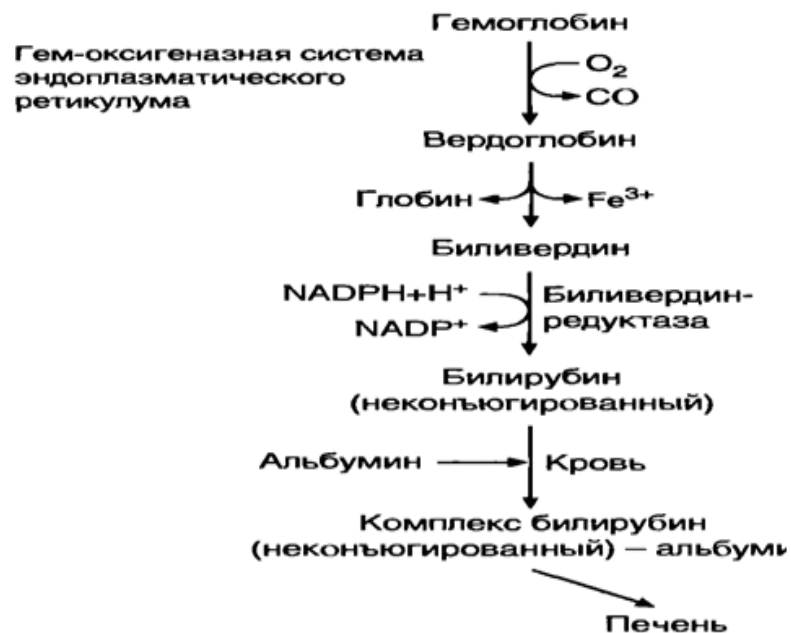 Гемоглобин
Гем-оксигеназная система
эндоплазматического
ретикулума
O₂
CO
Вердоглобин
Глобин
Fe³⁺
Биливердин
NADPH+H⁺
NADP⁺
Биливердин-
редуктаза
Билирубин
(неконъюгированный)
Альбумин
Кровь
Комплекс билирубин
(неконъюгированный) – альбуми
Печень